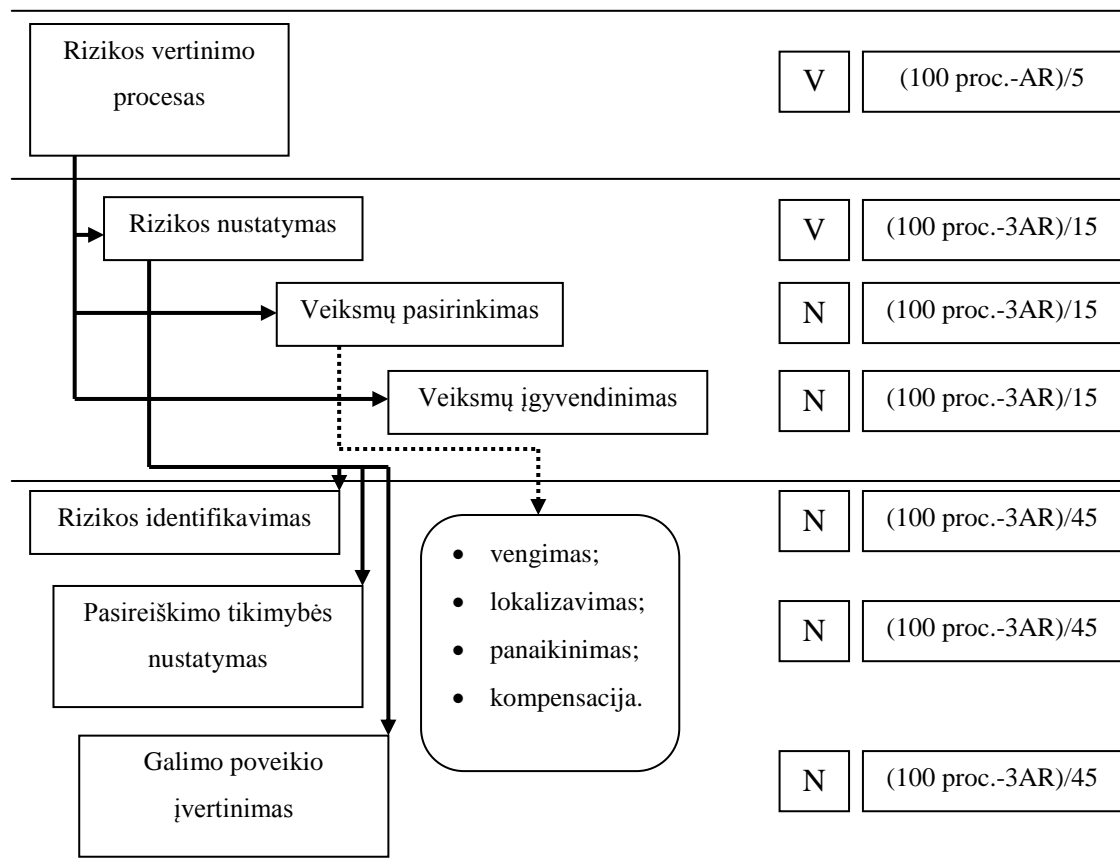 Rizikos vertinimo
procesas
V
(100 proc.-AR)/5
Rizikos nustatymas
V
(100 proc.-3AR)/15
Veiksmų pasirinkimas
N
(100 proc.-3AR)/15
Veiksmų įgyvendinimas
N
(100 proc.-3AR)/15
Rizikos identifikavimas
N
(100 proc.-3AR)/45
• vengimas;
• lokalizavimas;
• panaikinimas;
• kompensacija.
Pasireiškimo tikimybės
nustatymas
N
(100 proc.-3AR)/45
Galimo poveikio
įvertinimas
N
(100 proc.-3AR)/45